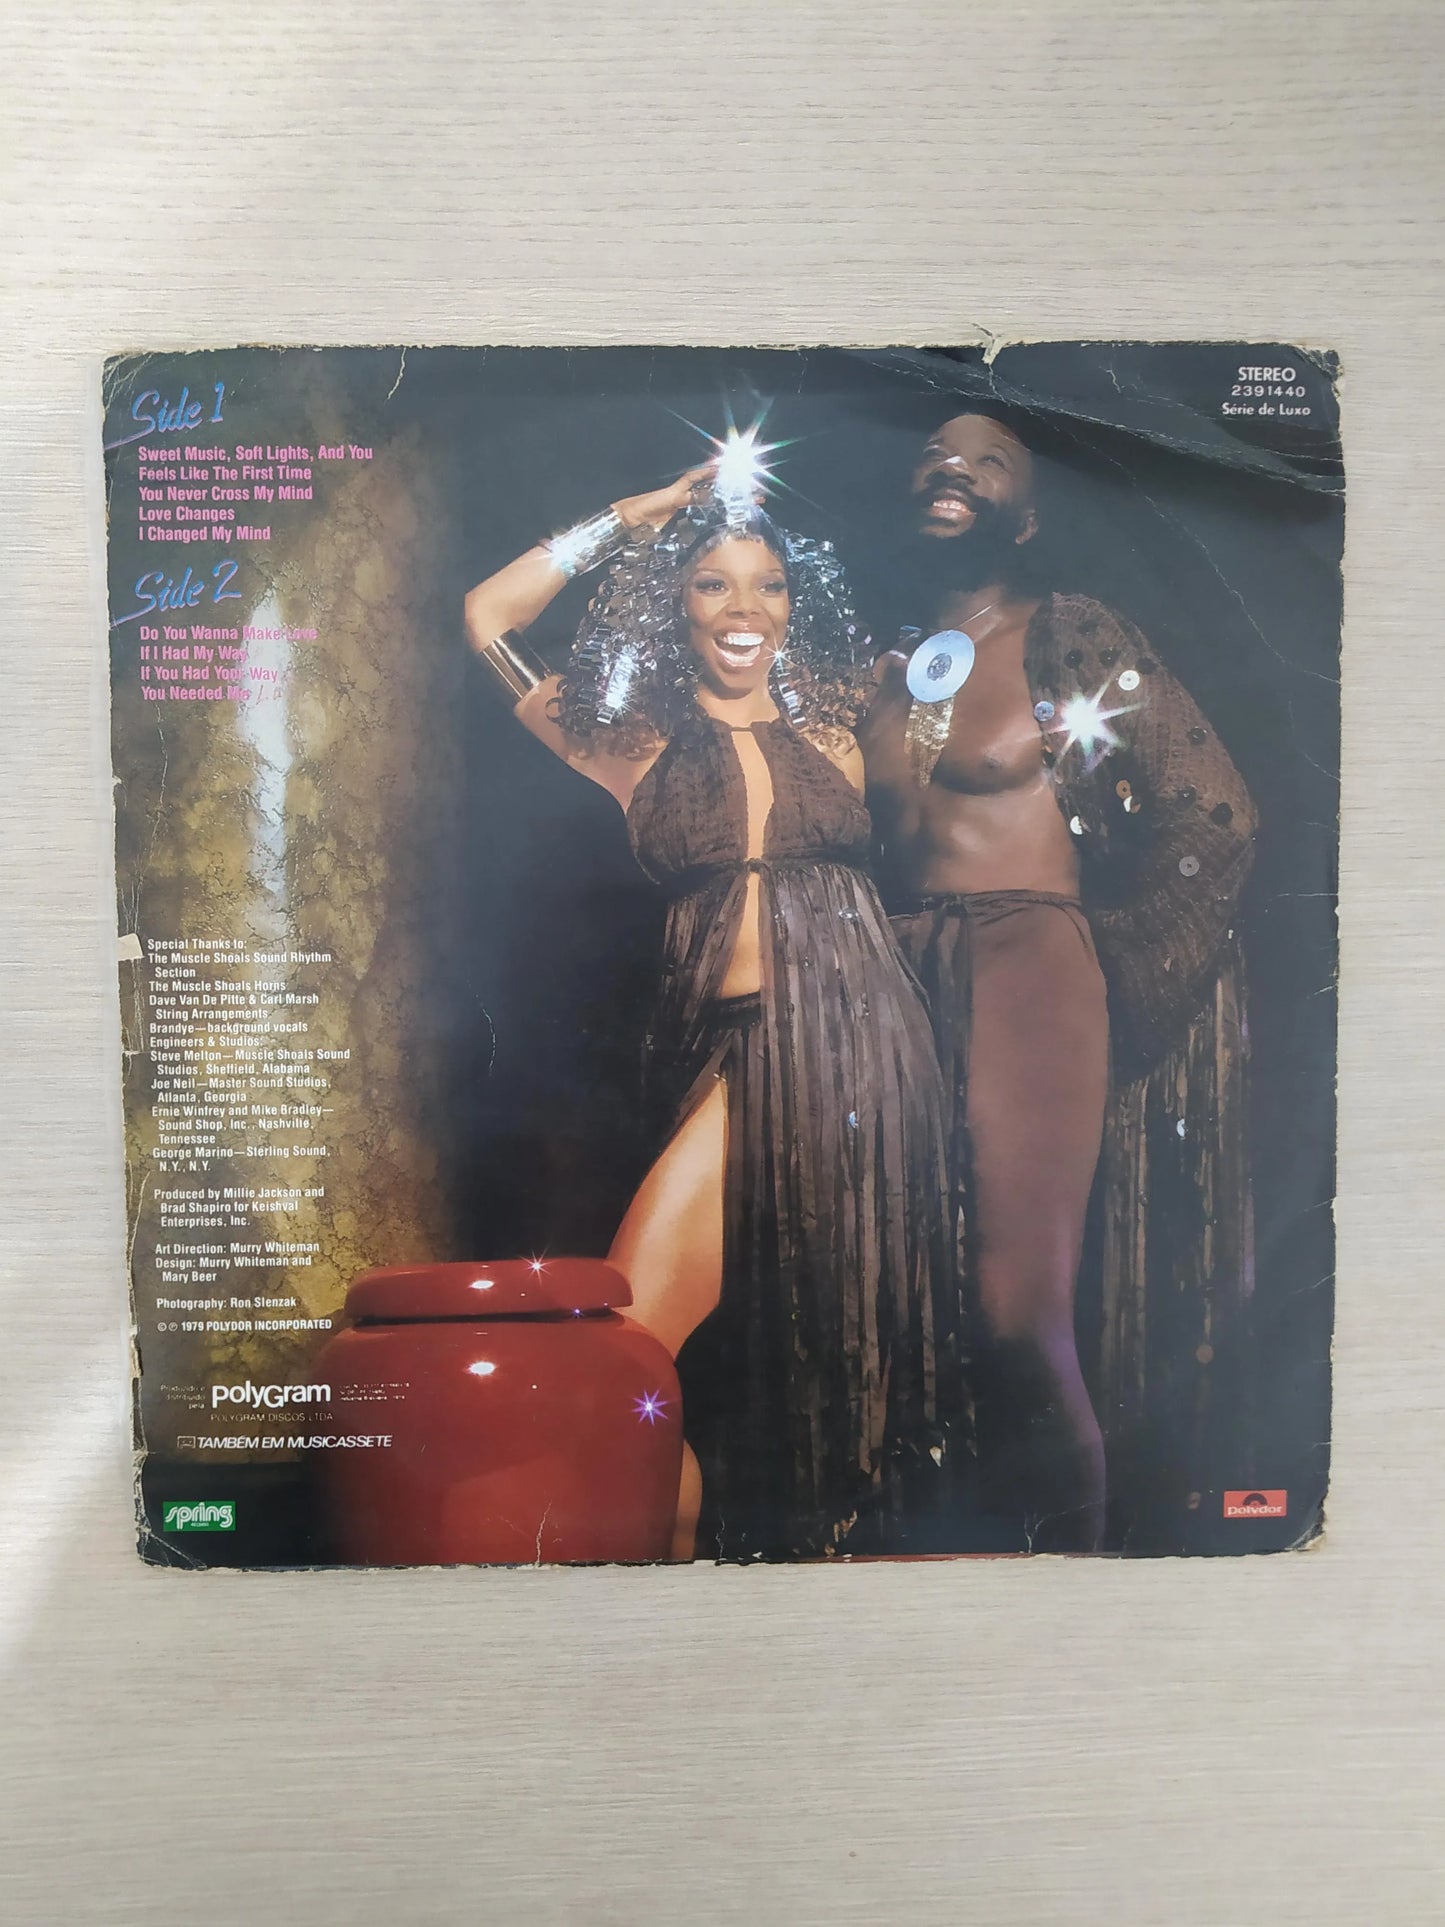 Side 1
Sweet Music, Soft Lights, And You
Feels Like The First Time
You Never Cross My Mind
Love Changes
I Changed My Mind
Side 2
Do You Wanna Make Love
If I Had My Way
If You Had Your Way
You Needed Me
STEREO
2391440
Série de Luxo
Special Thanks to:
The Muscle Shoals Sound Rhythm
Section
The Muscle Shoals Horns
Dave Van De Pitte & Carl Marsh
String Arrangements
Brandye—background vocals
Engineers & Studios:
Steve Melton—Muscle Shoals Sound
Studios, Sheffield, Alabama
Joe Neil—Master Sound Studios,
Atlanta, Georgia
Ernie Winfrey and Mike Bradley—
Sound Shop, Inc., Nashville,
Tennessee
George Marino—Sterling Sound,
N.Y., N.Y.
Produced by Millie Jackson and
Brad Shapiro for Keishval
Enterprises, Inc.
Art Direction: Murry Whiteman
Design: Murry Whiteman and
Mary Beer
Photography: Ron Slenzak
© ℗ 1979 POLYDOR INCORPORATED
Produzido e
distribuído
pela
polyGram
POLYGRAM DISCOS LTDA
TAMBÉM EM MUSICASSETE
spring
RECORDS
polydor